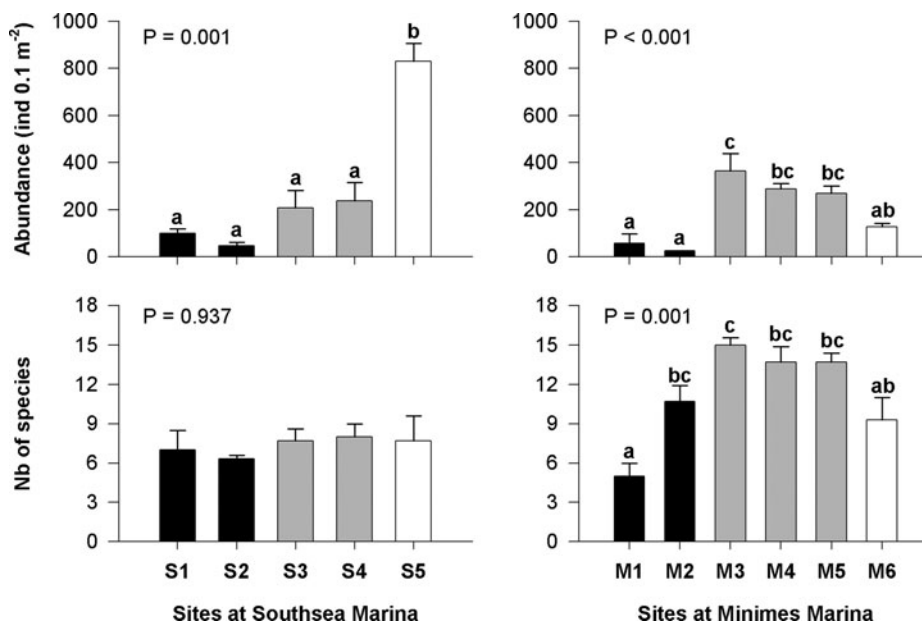 Abundance (ind 0.1 m⁻²)
1000
800
600
400
200
0
P = 0.001
a
a
a
a
b
1000
800
600
400
200
0
P < 0.001
a
a
c
bc
bc
ab
Nb of species
18
15
12
9
6
3
0
P = 0.937
S1 S2 S3 S4 S5
Sites at Southsea Marina
18
15
12
9
6
3
0
P = 0.001
a
bc
c
bc
bc
ab
M1 M2 M3 M4 M5 M6
Sites at Minimes Marina